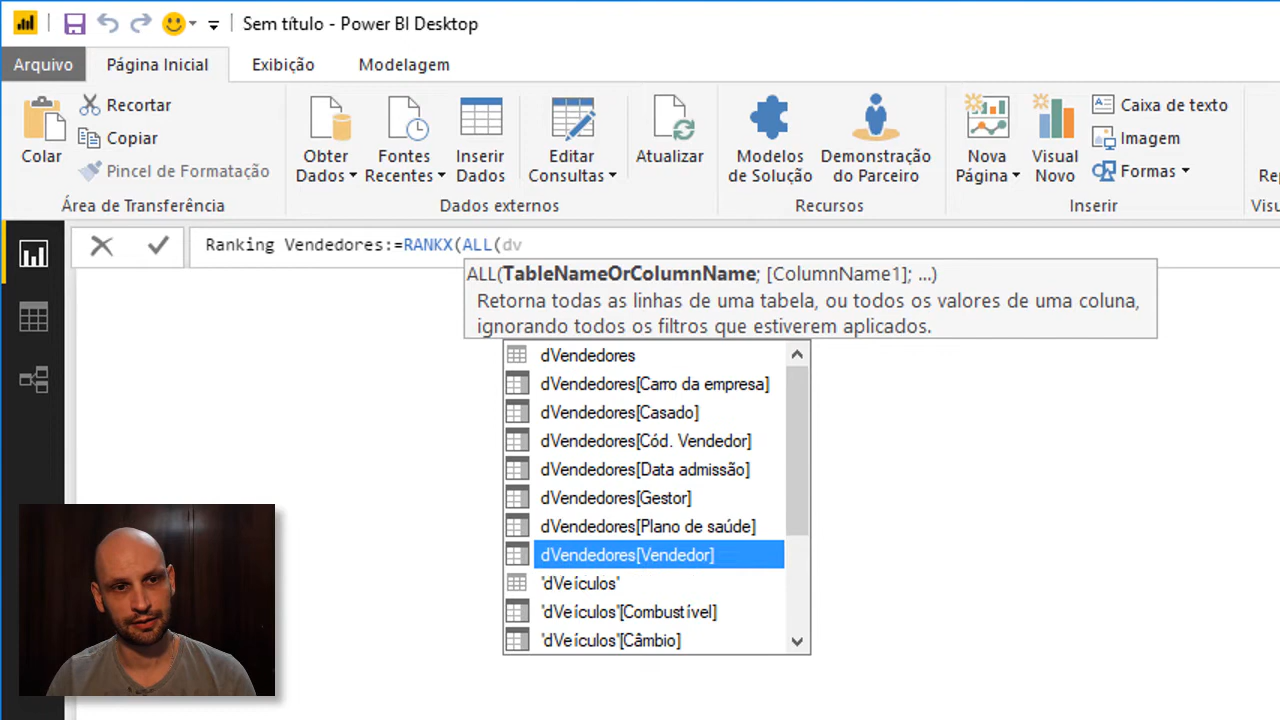 Sem título - Power BI Desktop
Arquivo Página Inicial Exibição Modelagem
Colar
Recortar
Copiar
Pincel de Formatação
Área de Transferência
Obter Dados
Fontes Recentes
Inserir Dados
Editar Consultas
Dados externos
Atualizar
Modelos de Solução
Demonstração do Parceiro
Recursos
Nova Página
Visual Novo
Caixa de texto
Imagem
Formas
Inserir
Ranking Vendedores:=RANKX(ALL(dv
ALL(TableNameOrColumnName; [ColumnName1]; ...)
Retorna todas as linhas de uma tabela, ou todos os valores de uma coluna,
ignorando todos os filtros que estiverem aplicados.
dVendedores
dVendedores[Carro da empresa]
dVendedores[Casado]
dVendedores[Cód. Vendedor]
dVendedores[Data admissão]
dVendedores[Gestor]
dVendedores[Plano de saúde]
dVendedores[Vendedor]
'dVeículos'
'dVeículos'[Combustível]
'dVeículos'[Câmbio]